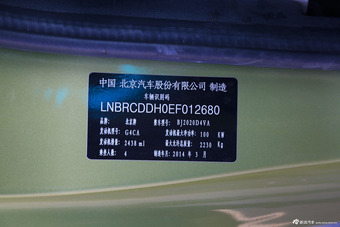 中国 北京汽车股份有限公司 制造
车辆识别码
LNBRCDDH0EF012680
品牌: 北京牌 整车型号: BJ2020D4VA
发动机型号: G4CA 发动机最大净功率: 100 KW
发动机排量: 2438 ml 最大允许总质量: 2230 Kg
乘坐人数: 4 制造年月: 2014 年 3 月